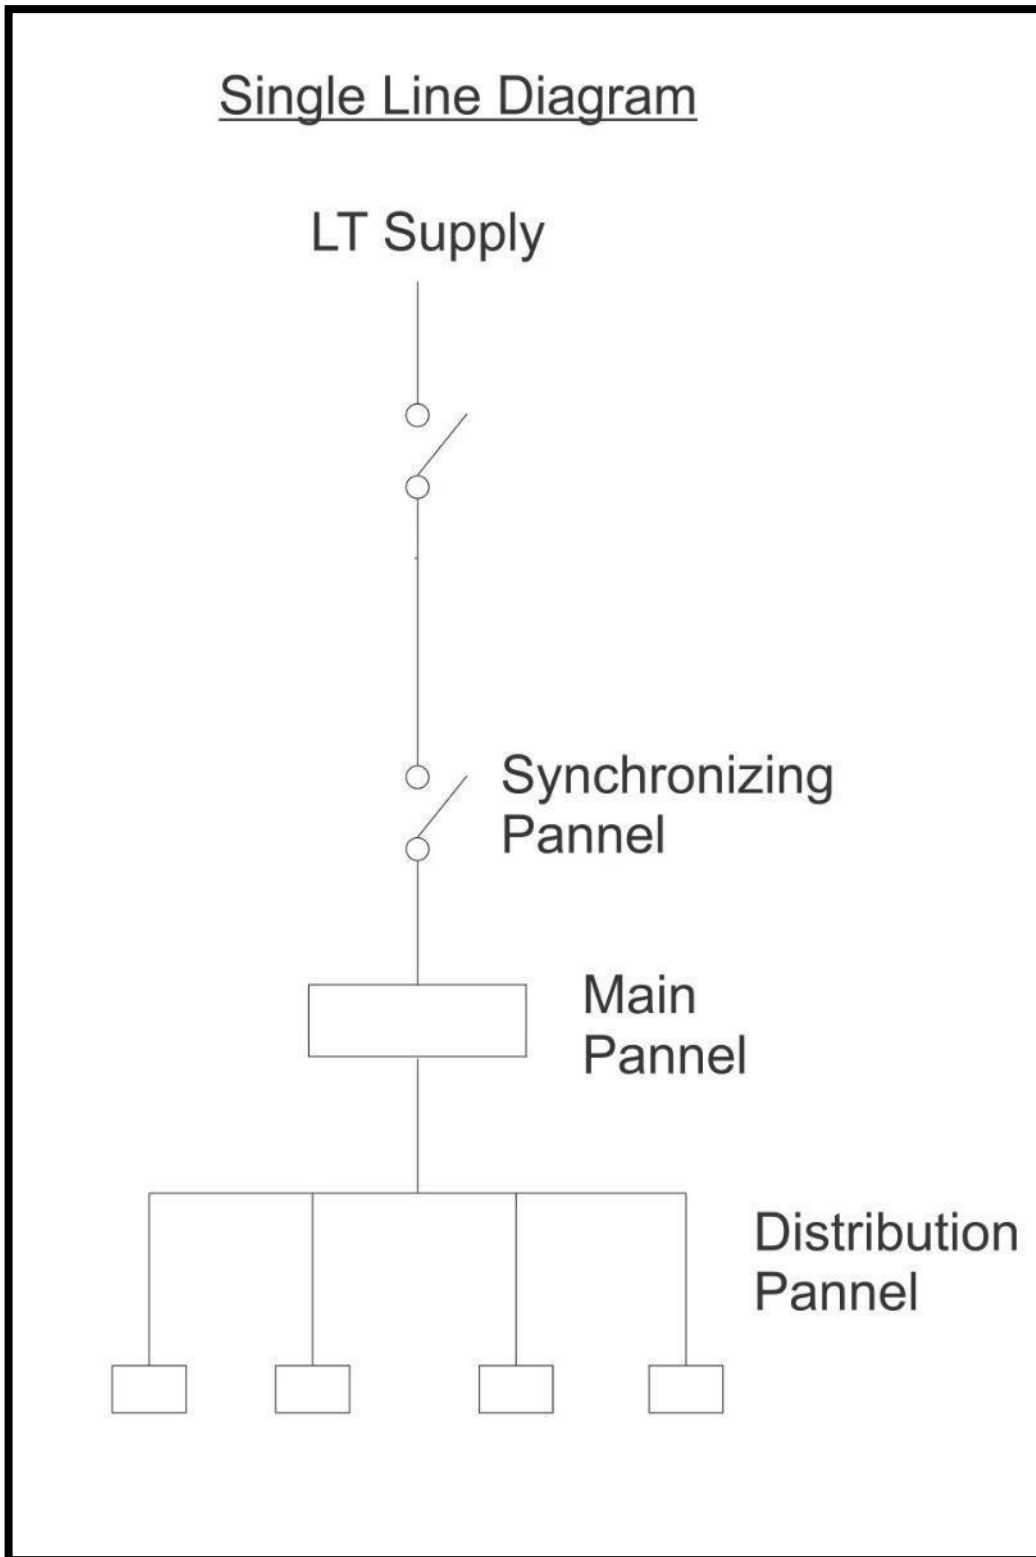 Single Line Diagram
LT Supply
Synchronizing
Pannel
Main
Pannel
Distribution
Pannel